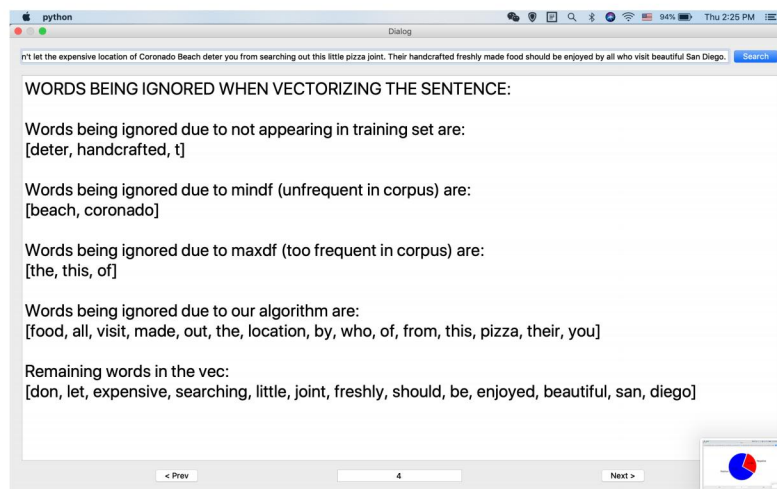 python
94%
Thu 2:25 PM
Dialog
n't let the expensive location of Coronado Beach deter you from searching out this little pizza joint. Their handcrafted freshly made food should be enjoyed by all who visit beautiful San Diego.
Search
WORDS BEING IGNORED WHEN VECTORIZING THE SENTENCE:
Words being ignored due to not appearing in training set are:
[deter, handcrafted, t]
Words being ignored due to mindf (unfrequent in corpus) are:
[beach, coronado]
Words being ignored due to maxdf (too frequent in corpus) are:
[the, this, of]
Words being ignored due to our algorithm are:
[food, all, visit, made, out, the, location, by, who, of, from, this, pizza, their, you]
Remaining words in the vec:
[don, let, expensive, searching, little, joint, freshly, should, be, enjoyed, beautiful, san, diego]
< Prev
4
Next >